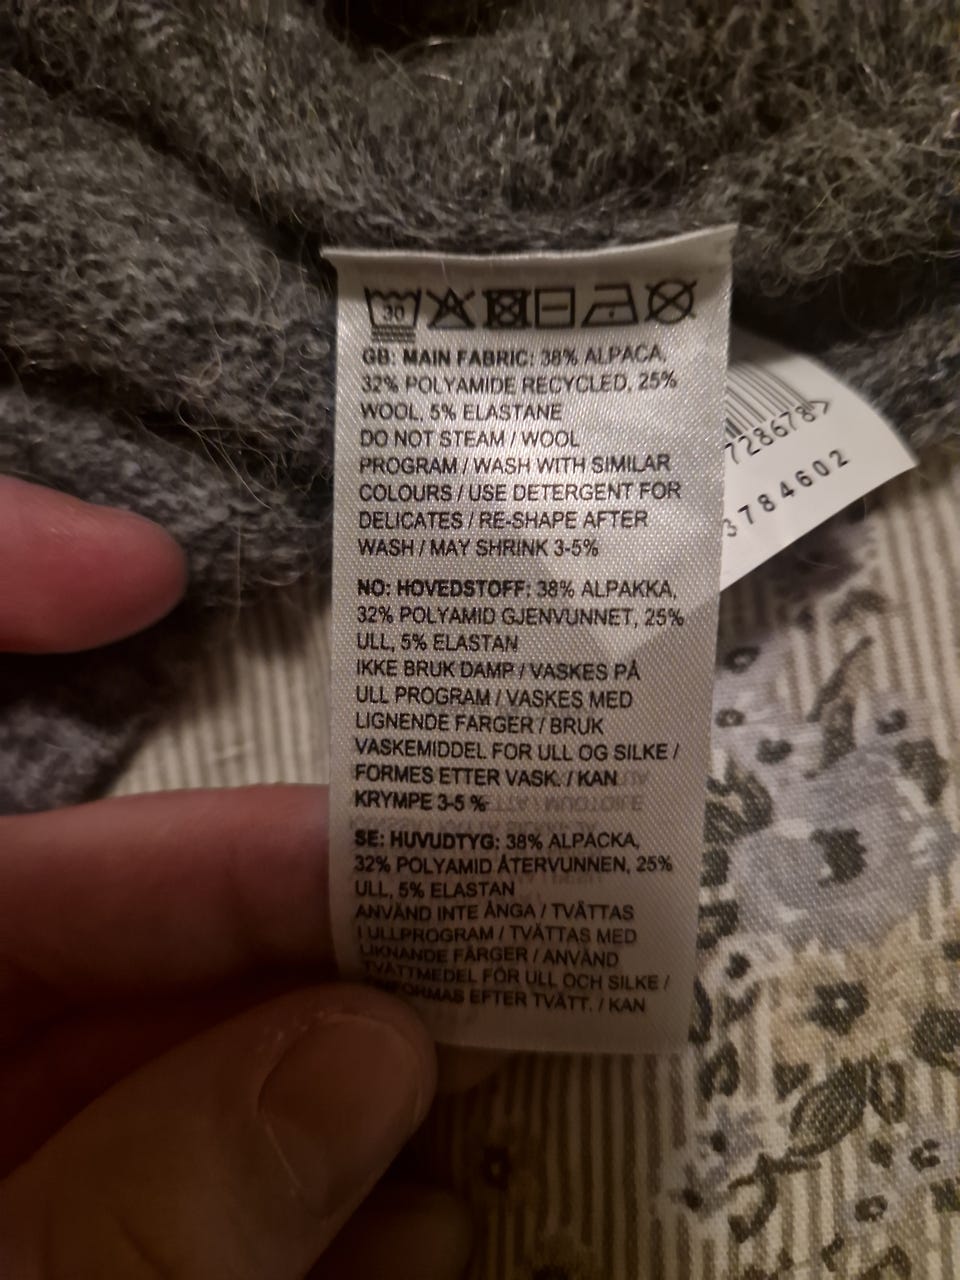 30
GB: MAIN FABRIC: 38% ALPACA,
32% POLYAMIDE RECYCLED, 25%
WOOL, 5% ELASTANE
DO NOT STEAM / WOOL
PROGRAM / WASH WITH SIMILAR
COLOURS / USE DETERGENT FOR
DELICATES / RE-SHAPE AFTER
WASH / MAY SHRINK 3-5%
NO: HOVEDSTOFF: 38% ALPAKKA,
32% POLYAMID GJENVUNNET, 25%
ULL, 5% ELASTAN
IKKE BRUK DAMP / VASKES PÅ
ULL PROGRAM / VASKES MED
LIGNENDE FARGER / BRUK
VASKEMIDDEL FOR ULL OG SILKE /
FORMES ETTER VASK. / KAN
KRYMPE 3-5 %
SE: HUVUDTYG: 38% ALPACKA,
32% POLYAMID ÅTERVUNNEN, 25%
ULL, 5% ELASTAN
ANVÄND INTE ÅNGA / TVÄTTAS
I ULLPROGRAM / TVÄTTAS MED
LIKNANDE FÄRGER / ANVÄND
TVÄTTMEDEL FÖR ULL OCH SILKE /
EFTER TVÄTT. / KAN
728678>
3784602